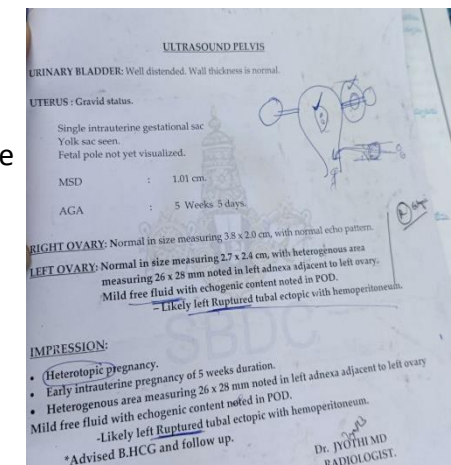 ULTRASOUND PELVIS
URINARY BLADDER: Well distended. Wall thickness is normal.
UTERUS : Gravid status.
Single intrauterine gestational sac
Yolk sac seen.
Fetal pole not yet visualized.
MSD : 1.01 cm.
AGA : 5 Weeks 5 days.
RIGHT OVARY: Normal in size measuring 3.8 x 2.0 cm, with normal echo pattern.
LEFT OVARY: Normal in size measuring 2.7 x 2.4 cm, with heterogenous area
measuring 26 x 28 mm noted in left adnexa adjacent to left ovary.
Mild free fluid with echogenic content noted in POD.
- Likely left Ruptured tubal ectopic with hemoperitoneum.
SBDC
IMPRESSION:
• Heterotopic pregnancy.
• Early intrauterine pregnancy of 5 weeks duration.
• Heterogenous area measuring 26 x 28 mm noted in left adnexa adjacent to left ovary
Mild free fluid with echogenic content noted in POD.
-Likely left Ruptured tubal ectopic with hemoperitoneum.
*Advised B.HCG and follow up.
Dr. JYOTHI MD
RADIOLOGIST.
e